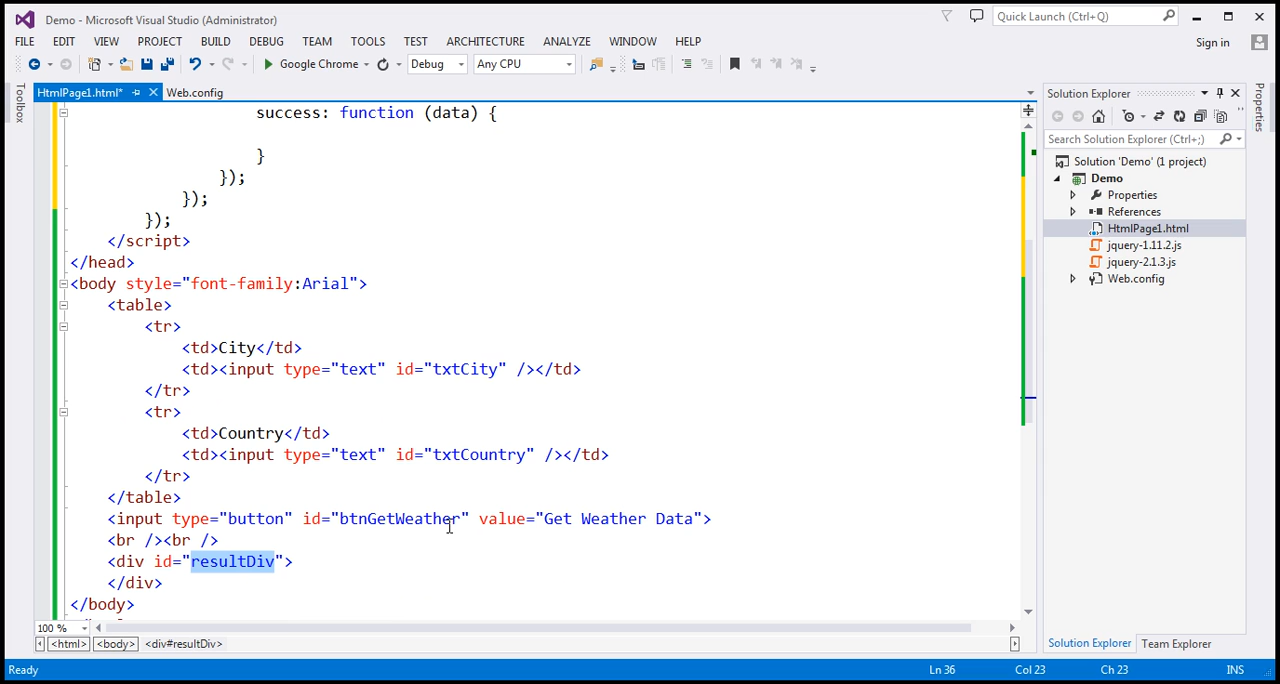 Demo - Microsoft Visual Studio (Administrator)
Quick Launch (Ctrl+Q)
FILE EDIT VIEW PROJECT BUILD DEBUG TEAM TOOLS TEST ARCHITECTURE ANALYZE WINDOW HELP
Sign in
Google Chrome Debug Any CPU
HtmlPage1.html* Web.config
Toolbox
success: function (data) {
}
});
});
});
</script>
</head>
<body style="font-family:Arial">
<table>
<tr>
<td>City</td>
<td><input type="text" id="txtCity" /></td>
</tr>
<tr>
<td>Country</td>
<td><input type="text" id="txtCountry" /></td>
</tr>
</table>
<input type="button" id="btnGetWeather" value="Get Weather Data">
<br /><br />
<div id="resultDiv">
</div>
</body>
100 %
<html> <body> <div#resultDiv>
Solution Explorer
Search Solution Explorer (Ctrl+;)
Solution 'Demo' (1 project)
Demo
Properties
References
HtmlPage1.html
jquery-1.11.2.js
jquery-2.1.3.js
Web.config
Solution Explorer Team Explorer
Properties
Ready Ln 36 Col 23 Ch 23 INS